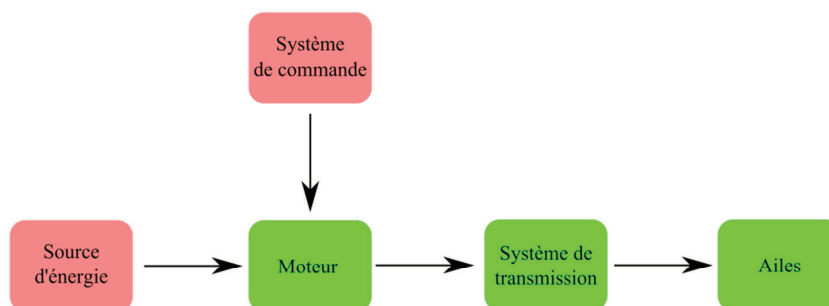 Système
de commande
Source
d'énergie
Moteur
Système de
transmission
Ailes